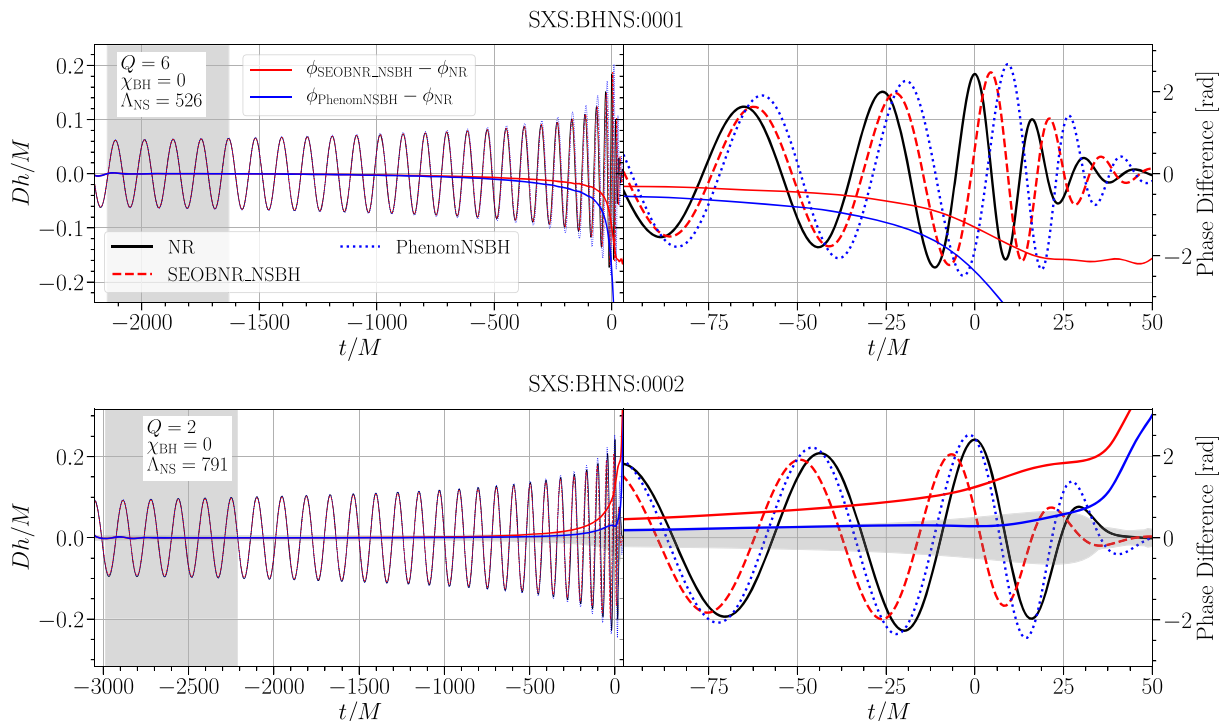 SXS:BHNS:0001
Q = 6
χ_BH = 0
Λ_NS = 526
ϕ_SEOBNR_NSBH − ϕ_NR
ϕ_PhenomNSBH − ϕ_NR
NR
SEOBNR_NSBH
PhenomNSBH
Dh/M
0.2
0.1
0.0
−0.1
−0.2
−2000
−1500
−1000
−500
0
t/M
−75
−50
−25
0
25
50
t/M
2
0
−2
Phase Difference [rad]
SXS:BHNS:0002
Q = 2
χ_BH = 0
Λ_NS = 791
Dh/M
0.2
0.0
−0.2
−3000
−2500
−2000
−1500
−1000
−500
0
t/M
−75
−50
−25
0
25
50
t/M
2
0
−2
Phase Difference [rad]